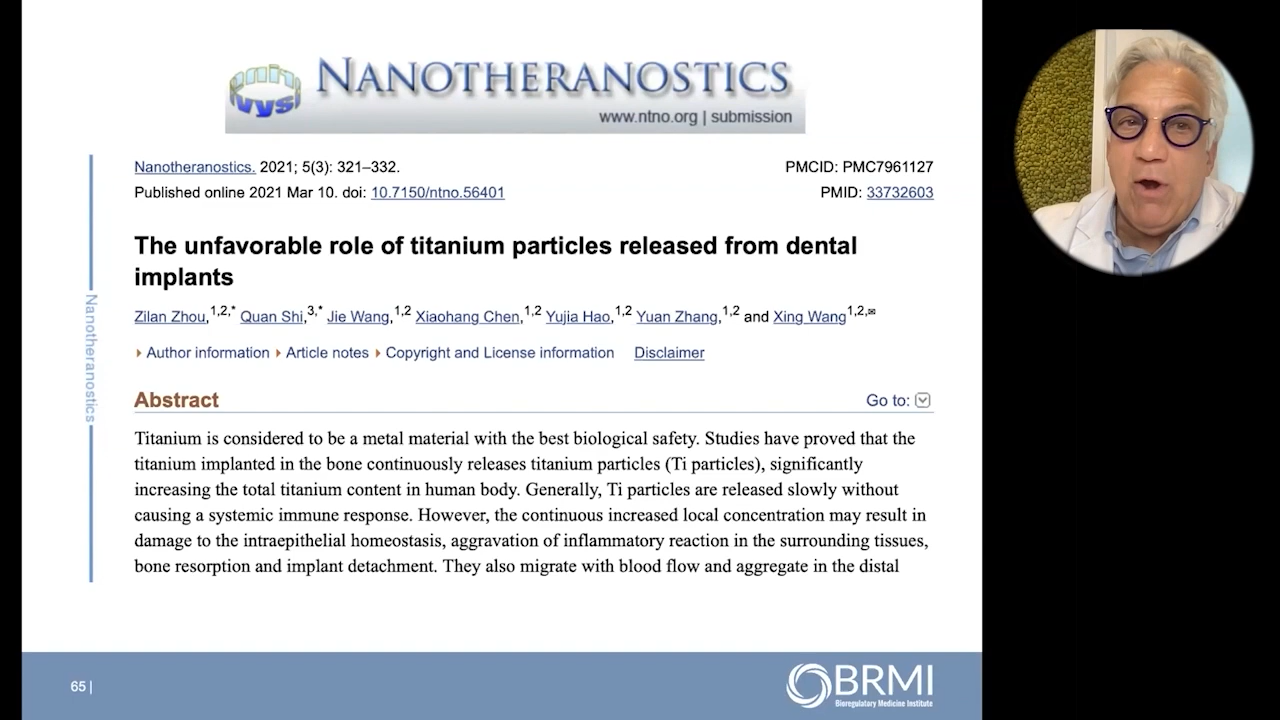 vysh
NANOTHERANOSTICS
www.ntno.org | submission
Nanotheranostics. 2021; 5(3): 321–332.
PMCID: PMC7961127
Published online 2021 Mar 10. doi: 10.7150/ntno.56401
PMID: 33732603
The unfavorable role of titanium particles released from dental
implants
Zilan Zhou,1,2,* Quan Shi,3,* Jie Wang,1,2 Xiaohang Chen,1,2 Yujia Hao,1,2 Yuan Zhang,1,2 and Xing Wang1,2,✉
Author information Article notes Copyright and License information Disclaimer
Nanotheranostics
Abstract
Go to:
Titanium is considered to be a metal material with the best biological safety. Studies have proved that the
titanium implanted in the bone continuously releases titanium particles (Ti particles), significantly
increasing the total titanium content in human body. Generally, Ti particles are released slowly without
causing a systemic immune response. However, the continuous increased local concentration may result in
damage to the intraepithelial homeostasis, aggravation of inflammatory reaction in the surrounding tissues,
bone resorption and implant detachment. They also migrate with blood flow and aggregate in the distal
65 |
BRMI
Bioregulatory Medicine Institute